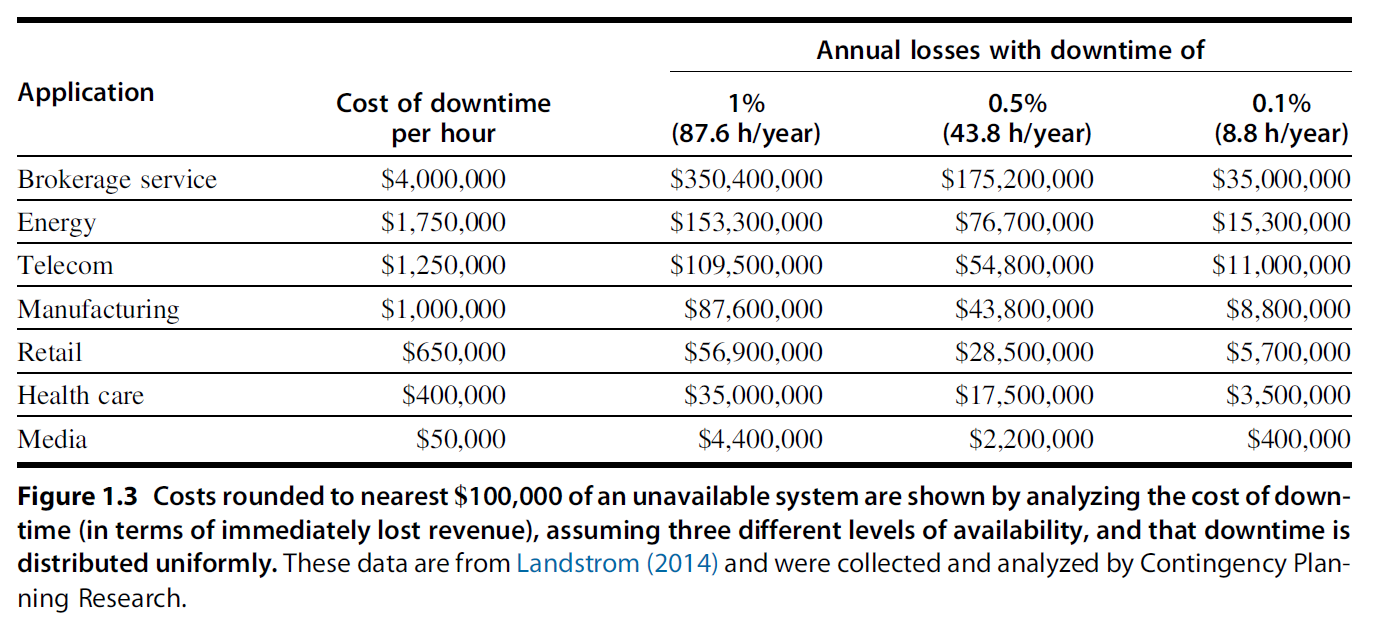 Annual losses with downtime of
Application Cost of downtime per hour 1% (87.6 h/year) 0.5% (43.8 h/year) 0.1% (8.8 h/year)
Brokerage service $4,000,000 $350,400,000 $175,200,000 $35,000,000
Energy $1,750,000 $153,300,000 $76,700,000 $15,300,000
Telecom $1,250,000 $109,500,000 $54,800,000 $11,000,000
Manufacturing $1,000,000 $87,600,000 $43,800,000 $8,800,000
Retail $650,000 $56,900,000 $28,500,000 $5,700,000
Health care $400,000 $35,000,000 $17,500,000 $3,500,000
Media $50,000 $4,400,000 $2,200,000 $400,000
Figure 1.3 Costs rounded to nearest $100,000 of an unavailable system are shown by analyzing the cost of down-
time (in terms of immediately lost revenue), assuming three different levels of availability, and that downtime is
distributed uniformly. These data are from Landstrom (2014) and were collected and analyzed by Contingency Plan-
ning Research.